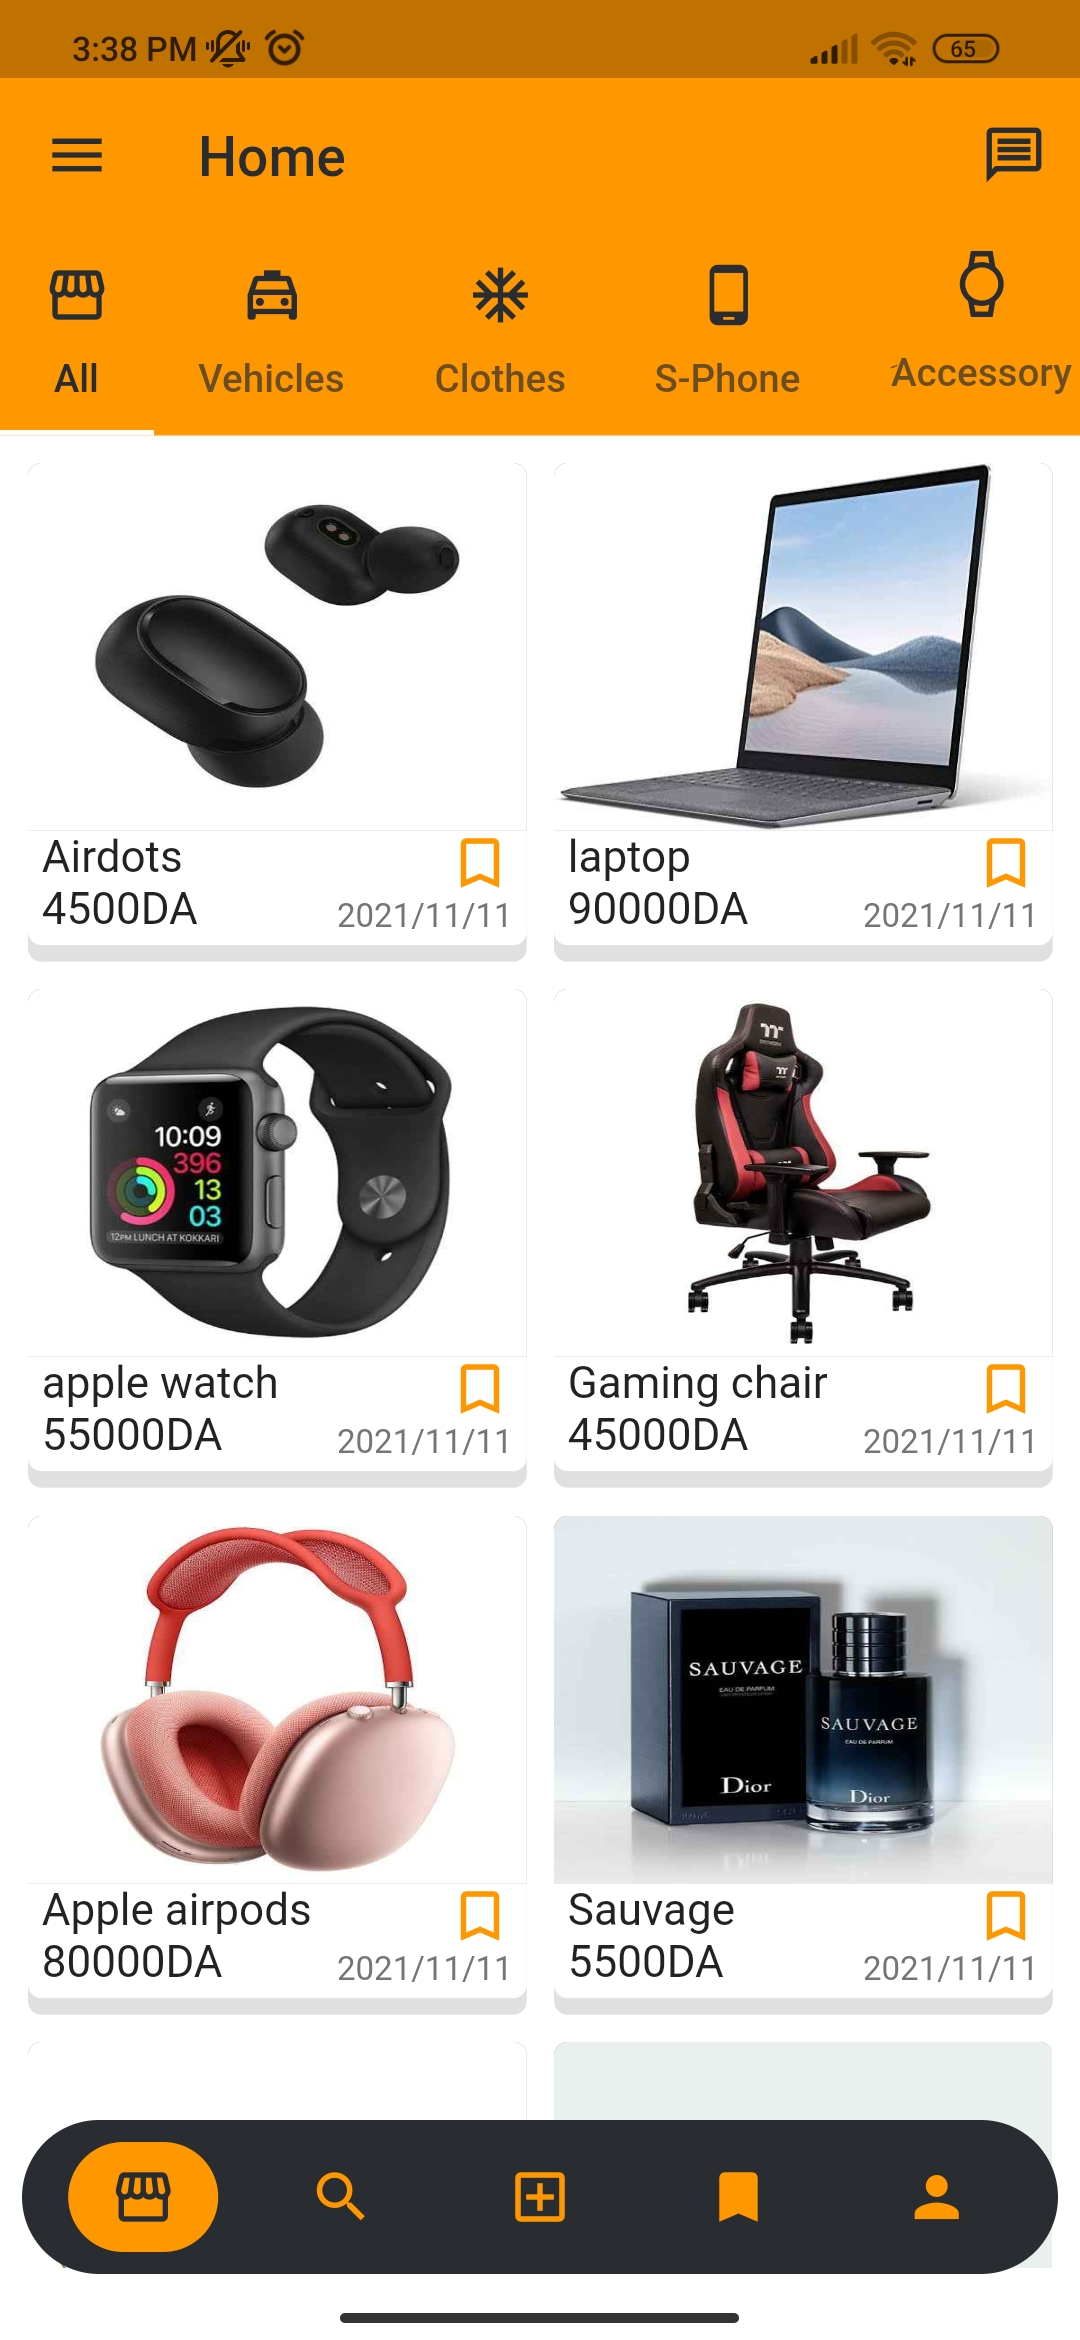 3:38 PM
65
Home
All
Vehicles
Clothes
S-Phone
Accessory
Airdots
4500DA
2021/11/11
laptop
90000DA
2021/11/11
10:09
396
13
03
12PM LUNCH AT KOKKARI
apple watch
55000DA
2021/11/11
Gaming chair
45000DA
2021/11/11
SAUVAGE
EAU DE PARFUM
Dior
SAUVAGE
EAU DE PARFUM
Dior
Apple airpods
80000DA
2021/11/11
Sauvage
5500DA
2021/11/11